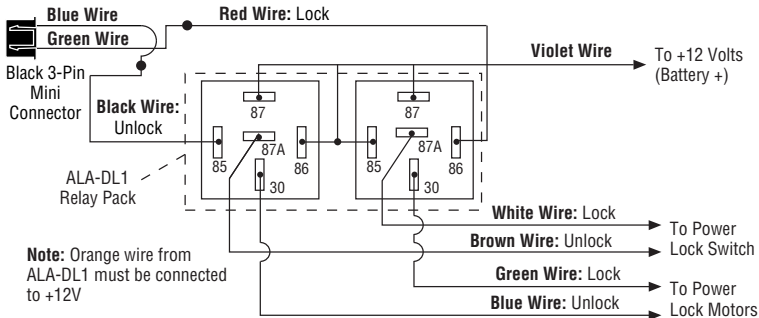 Blue Wire
Green Wire
Black 3-Pin
Mini
Connector
Red Wire: Lock
Violet Wire
To +12 Volts
(Battery +)
Black Wire:
Unlock
87
87A
85
86
30
87
87A
85
86
30
ALA-DL1
Relay Pack
White Wire: Lock
Brown Wire: Unlock
To Power
Lock Switch
Green Wire: Lock
Blue Wire: Unlock
To Power
Lock Motors
Note: Orange wire from
ALA-DL1 must be connected
to +12V